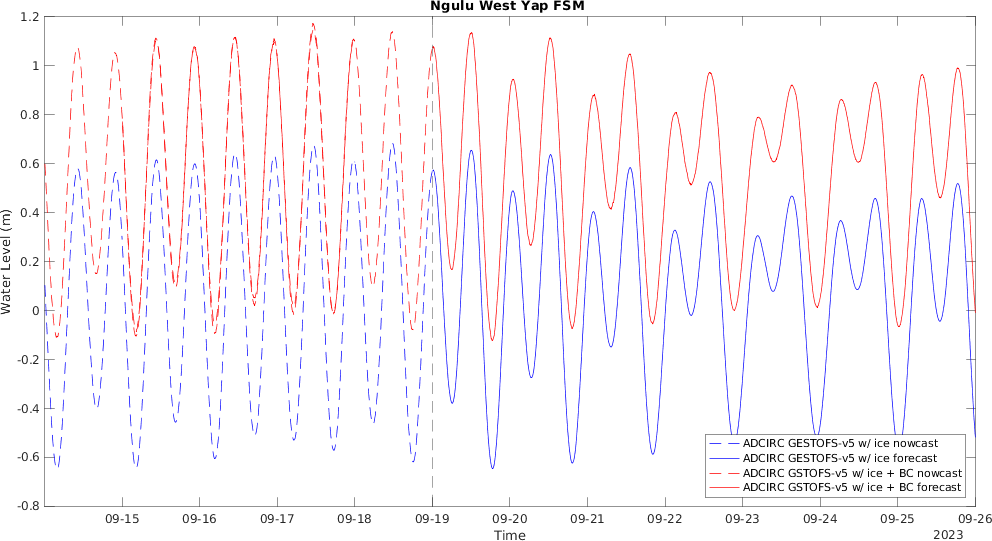 Ngulu West Yap FSM
1.2
1
0.8
0.6
0.4
0.2
0
-0.2
-0.4
-0.6
-0.8
Water Level (m)
ADCIRC GESTOFS-v5 w/ ice nowcast
ADCIRC GESTOFS-v5 w/ ice forecast
ADCIRC GSTOFS-v5 w/ ice + BC nowcast
ADCIRC GSTOFS-v5 w/ ice + BC forecast
09-15 09-16 09-17 09-18 09-19 09-20 09-21 09-22 09-23 09-24 09-25 09-26
Time
2023